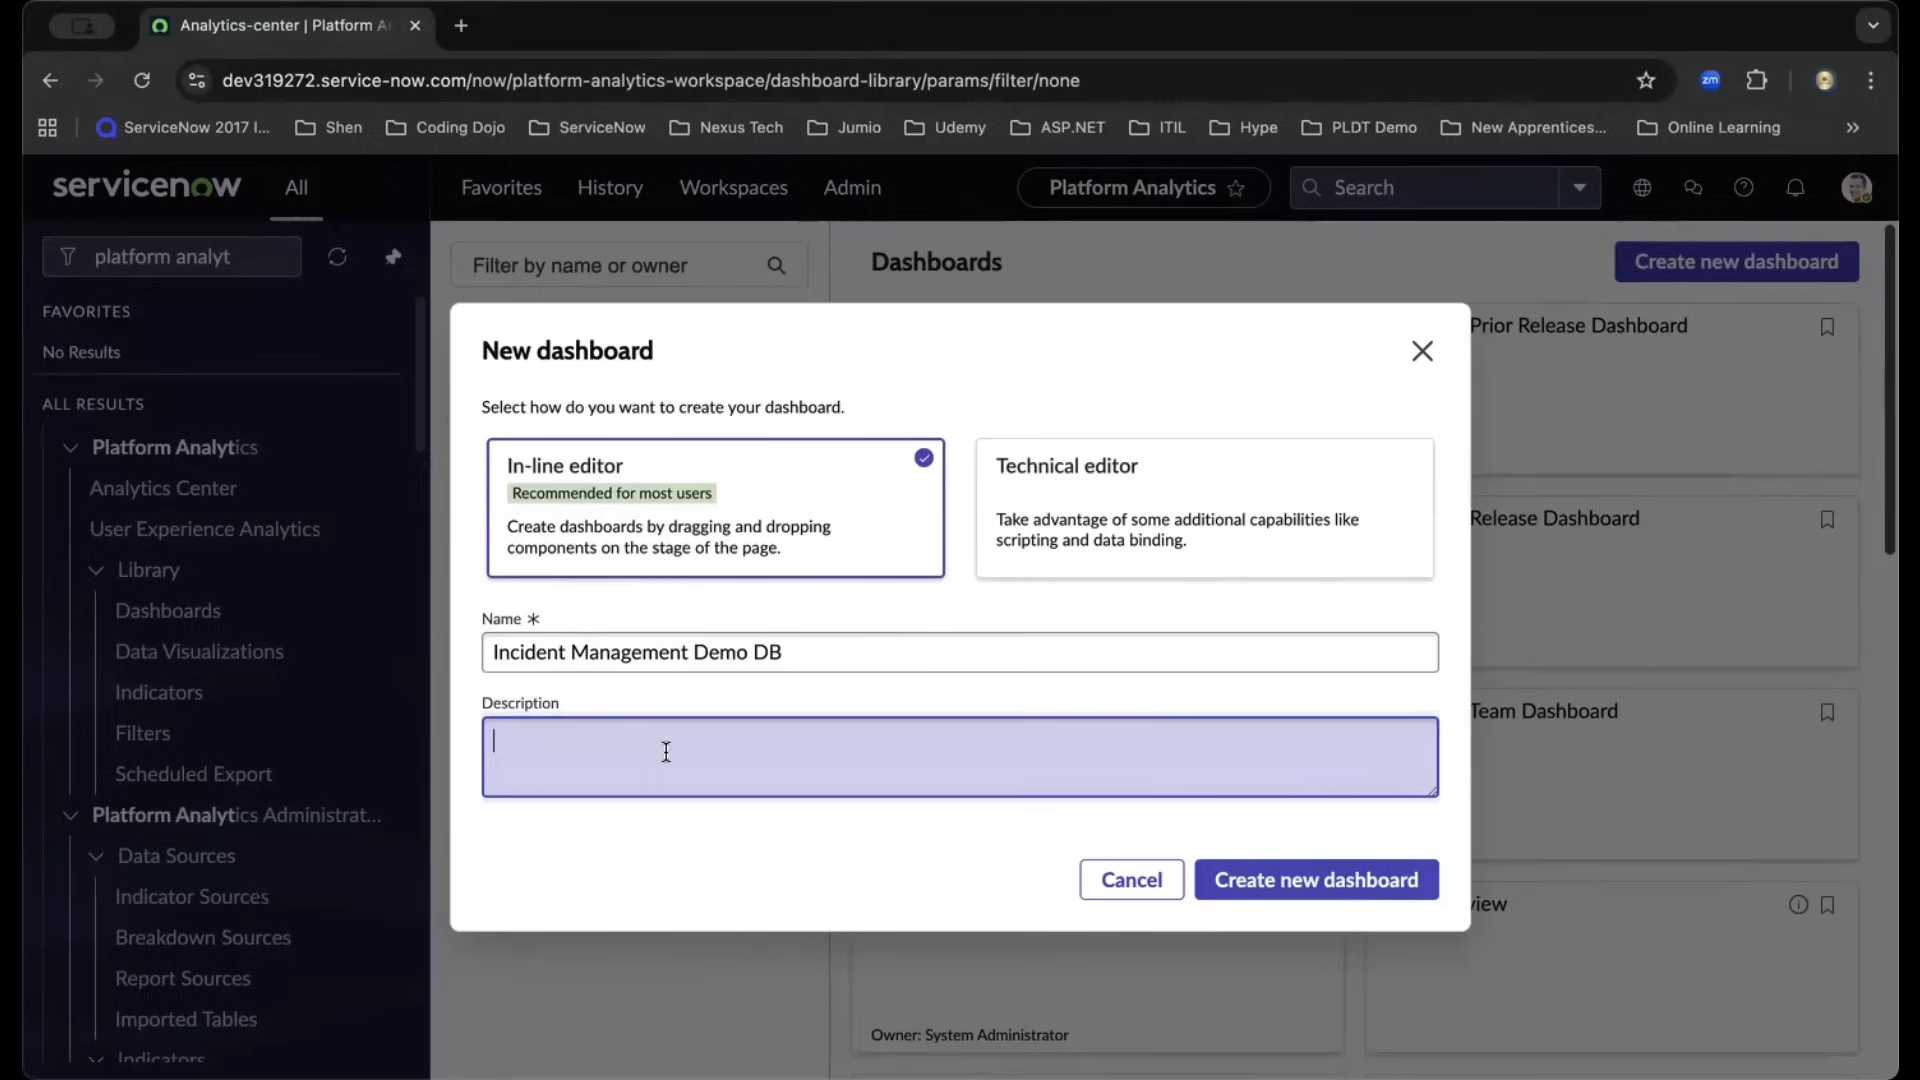 Analytics-center | Platform A
dev319272.service-now.com/now/platform-analytics-workspace/dashboard-library/params/filter/none
zm
ServiceNow 2017 I...
Shen
Coding Dojo
ServiceNow
Nexus Tech
Jumio
Udemy
ASP.NET
ITIL
Hype
PLDT Demo
New Apprentices...
Online Learning
servicenow
All
Favorites
History
Workspaces
Admin
Platform Analytics
Search
platform analyt
FAVORITES
No Results
ALL RESULTS
Platform Analytics
Analytics Center
User Experience Analytics
Library
Dashboards
Data Visualizations
Indicators
Filters
Scheduled Export
Platform Analytics Administrat...
Data Sources
Indicator Sources
Breakdown Sources
Report Sources
Imported Tables
Indicators
Filter by name or owner
Dashboards
Create new dashboard
Prior Release Dashboard
Release Dashboard
Team Dashboard
view
Owner: System Administrator
New dashboard
Select how do you want to create your dashboard.
In-line editor
Recommended for most users
Create dashboards by dragging and dropping
components on the stage of the page.
Technical editor
Take advantage of some additional capabilities like
scripting and data binding.
Name *
Incident Management Demo DB
Description
Cancel
Create new dashboard